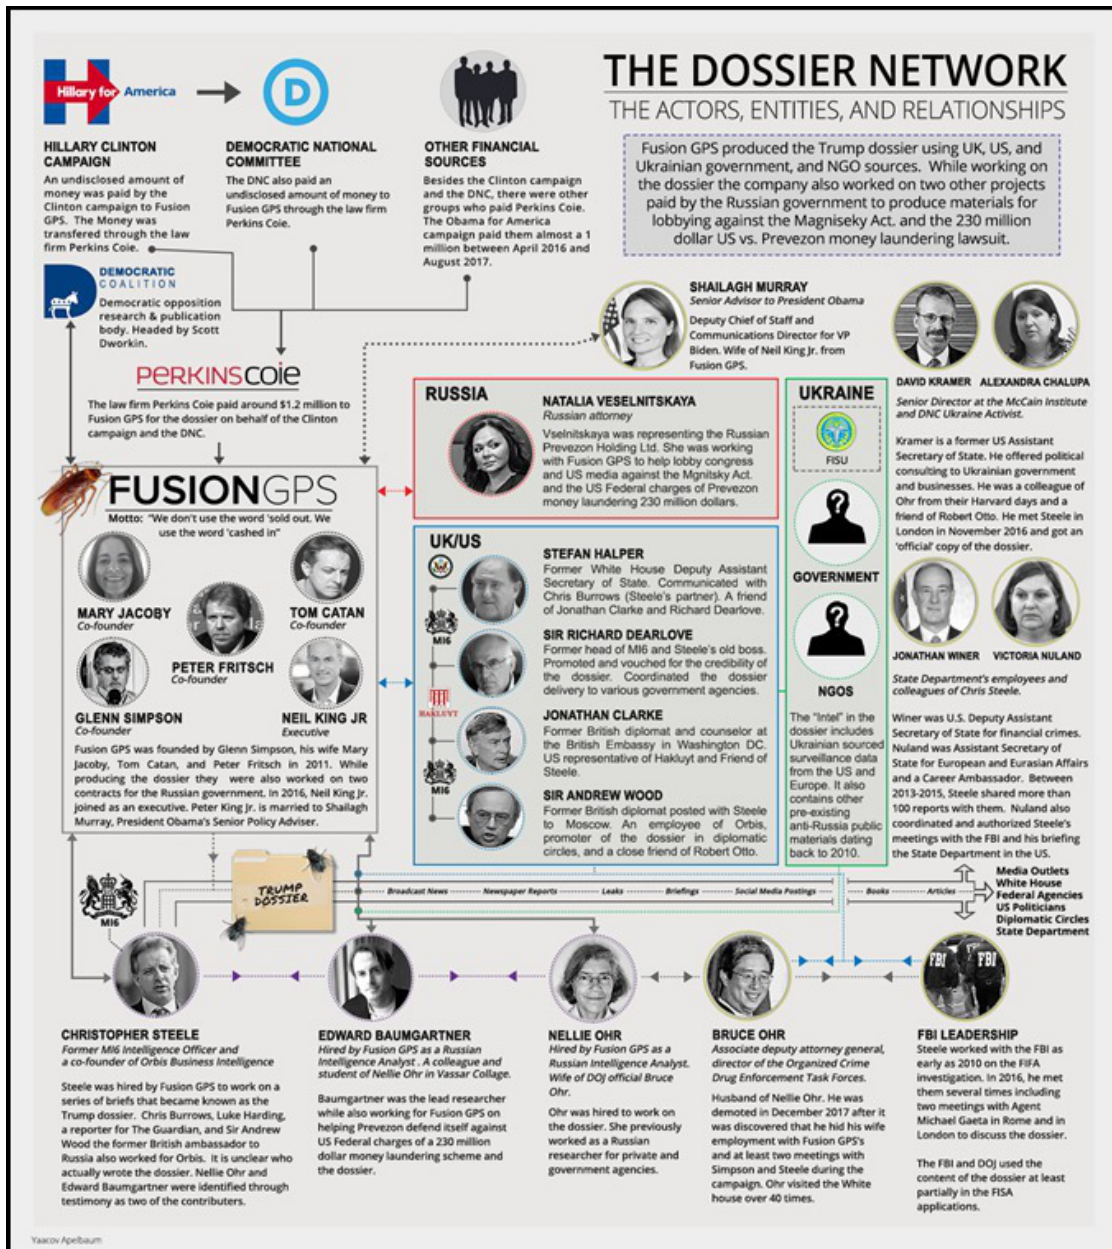 THE DOSSIER NETWORK
THE ACTORS, ENTITIES, AND RELATIONSHIPS
Fusion GPS produced the Trump dossier using UK, US, and
Ukrainian government, and NGO sources. While working on
the dossier the company also worked on two other projects
paid by the Russian government to produce materials for
lobbying against the Magniseky Act. and the 230 million
dollar US vs. Prevezon money laundering lawsuit.
Hillary for America
D
HILLARY CLINTON
CAMPAIGN
An undisclosed amount of
money was paid by the
Clinton campaign to Fusion
GPS. The Money was
transfered through the law
firm Perkins Coie.
DEMOCRATIC NATIONAL
COMMITTEE
The DNC also paid an
undisclosed amount of money to
Fusion GPS through the law firm
Perkins Coie.
OTHER FINANCIAL
SOURCES
Besides the Clinton campaign
and the DNC, there were other
groups who paid Perkins Coie.
The Obama for America
campaign paid them almost a 1
million between April 2016 and
August 2017.
DEMOCRATIC
COALITION
Democratic opposition
research & publication
body. Headed by Scott
Dworkin.
PERKINSCOIE
The law firm Perkins Coie paid around $1.2 million to
Fusion GPS for the dossier on behalf of the Clinton
campaign and the DNC.
SHAILAGH MURRAY
Senior Advisor to President Obama
Deputy Chief of Staff and
Communications Director for VP
Biden. Wife of Neil King Jr. from
Fusion GPS.
DAVID KRAMER
ALEXANDRA CHALUPA
Senior Director at the McCain Institute
and DNC Ukraine Activist.
Kramer is a former US Assistant
Secretary of State. He offered political
consulting to Ukrainian government
and businesses. He was a colleague of
Ohr from their Harvard days and a
friend of Robert Otto. He met Steele in
London in November 2016 and got an
'official' copy of the dossier.
JONATHAN WINER
VICTORIA NULAND
State Department's employees and
colleagues of Chris Steele.
Winer was U.S. Deputy Assistant
Secretary of State for financial crimes.
Nuland was Assistant Secretary of
State for European and Eurasian Affairs
and a Career Ambassador. Between
2013-2015, Steele shared more than
100 reports with them. Nuland also
coordinated and authorized Steele's
meetings with the FBI and his briefing
the State Department in the US.
RUSSIA
NATALIA VESELNITSKAYA
Russian attorney
Vselnitskaya was representing the Russian
Prevezon Holding Ltd. She was working
with Fusion GPS to help lobby congress
and US media against the Mgnitsky Act.
and the US Federal charges of Prevezon
money laundering 230 million dollars.
UKRAINE
FISU
GOVERNMENT
NGOS
The "Intel" in the
dossier includes
Ukrainian sourced
surveillance data
from the US and
Europe. It also
contains other
pre-existing
anti-Russia public
materials dating
back to 2010.
FUSIONGPS
Motto: "We don't use the word 'sold out. We
use the word 'cashed in"
MARY JACOBY
Co-founder
TOM CATAN
Co-founder
PETER FRITSCH
Co-founder
GLENN SIMPSON
Co-founder
NEIL KING JR
Executive
Fusion GPS was founded by Glenn Simpson, his wife Mary
Jacoby, Tom Catan, and Peter Fritsch in 2011. While
producing the dossier they were also worked on two
contracts for the Russian government. In 2016, Neil King Jr.
joined as an executive. Peter King Jr. is married to Shailagh
Murray, President Obama's Senior Policy Adviser.
UK/US
MI6
HAKLUYT
MI6
STEFAN HALPER
Former White House Deputy Assistant
Secretary of State. Communicated with
Chris Burrows (Steele's partner). A friend
of Jonathan Clarke and Richard Dearlove.
SIR RICHARD DEARLOVE
Former head of MI6 and Steele's old boss.
Promoted and vouched for the credibility of
the dossier. Coordinated the dossier
delivery to various government agencies.
JONATHAN CLARKE
Former British diplomat and counselor at
the British Embassy in Washington DC.
US representative of Hakluyt and Friend of
Steele.
SIR ANDREW WOOD
Former British diplomat posted with Steele
to Moscow. An employee of Orbis,
promoter of the dossier in diplomatic
circles, and a close friend of Robert Otto.
MI6
TRUMP
DOSSIER
Broadcast News Newspaper Reports Leaks Briefings Social Media Postings Books Articles
Media Outlets
White House
Federal Agencies
US Politicians
Diplomatic Circles
State Department
CHRISTOPHER STEELE
Former MI6 Intelligence Officer and
a co-founder of Orbis Business Intelligence
Steele was hired by Fusion GPS to work on a
series of briefs that became known as the
Trump dossier. Chris Burrows, Luke Harding,
a reporter for The Guardian, and Sir Andrew
Wood the former British ambassador to
Russia also worked for Orbis. It is unclear who
actually wrote the dossier. Nellie Ohr and
Edward Baumgartner were identified through
testimony as two of the contributers.
EDWARD BAUMGARTNER
Hired by Fusion GPS as a Russian
Intelligence Analyst . A colleague and
student of Nellie Ohr in Vassar Collage.
Baumgartner was the lead researcher
while also working for Fusion GPS on
helping Prevezon defend itself against
US Federal charges of a 230 million
dollar money laundering scheme and
the dossier.
NELLIE OHR
Hired by Fusion GPS as a
Russian Intelligence Analyst.
Wife of DOJ official Bruce
Ohr.
Ohr was hired to work on
the dossier. She previously
worked as a Russian
researcher for private and
government agencies.
BRUCE OHR
Associate deputy attorney general,
director of the Organized Crime
Drug Enforcement Task Forces.
Husband of Nellie Ohr. He was
demoted in December 2017 after it
was discovered that he hid his wife
employment with Fusion GPS's
and at least two meetings with
Simpson and Steele during the
campaign. Ohr visited the White
house over 40 times.
FBI FBI
FBI LEADERSHIP
Steele worked with the FBI as
early as 2010 on the FIFA
investigation. In 2016, he met
them several times including
two meetings with Agent
Michael Gaeta in Rome and in
London to discuss the dossier.
The FBI and DOJ used the
content of the dossier at least
partially in the FISA
applications.
Yaacov Apelbaum